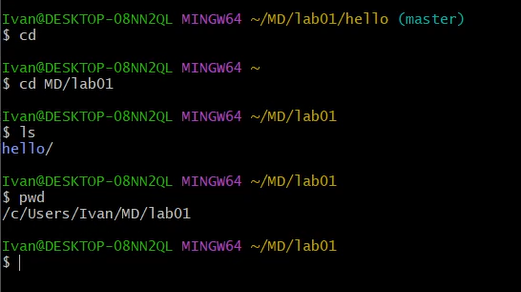 Ivan@DESKTOP-08NN2QL MINGW64 ~/MD/lab01/hello (master)
$ cd
Ivan@DESKTOP-08NN2QL MINGW64 ~
$ cd MD/lab01
Ivan@DESKTOP-08NN2QL MINGW64 ~/MD/lab01
$ ls
hello/
Ivan@DESKTOP-08NN2QL MINGW64 ~/MD/lab01
$ pwd
/c/Users/Ivan/MD/lab01
Ivan@DESKTOP-08NN2QL MINGW64 ~/MD/lab01
$